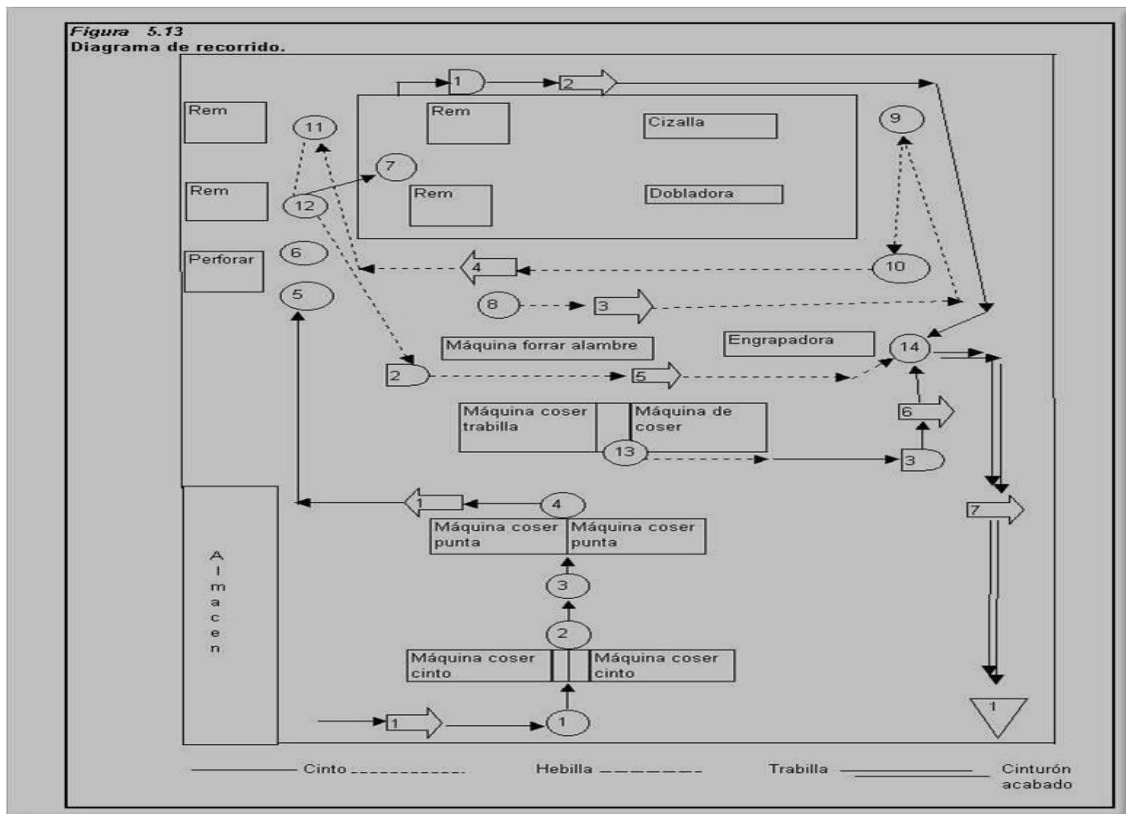 Figura 5.13
Diagrama de recorrido.
1
2
Rem
11
Rem
Cizalla
9
7
Rem
12
Rem
Dobladora
Perforar
6
4
10
5
8
3
Máquina forrar alambre
Engrapadora
14
2
5
Máquina coser
trabilla
Máquina de
coser
6
13
3
1
4
7
Máquina coser
punta
Máquina coser
punta
Almacen
3
2
Máquina coser
cinto
Máquina coser
cinto
1
1
1
Cinto
Hebilla
Trabilla
Cinturón
acabado